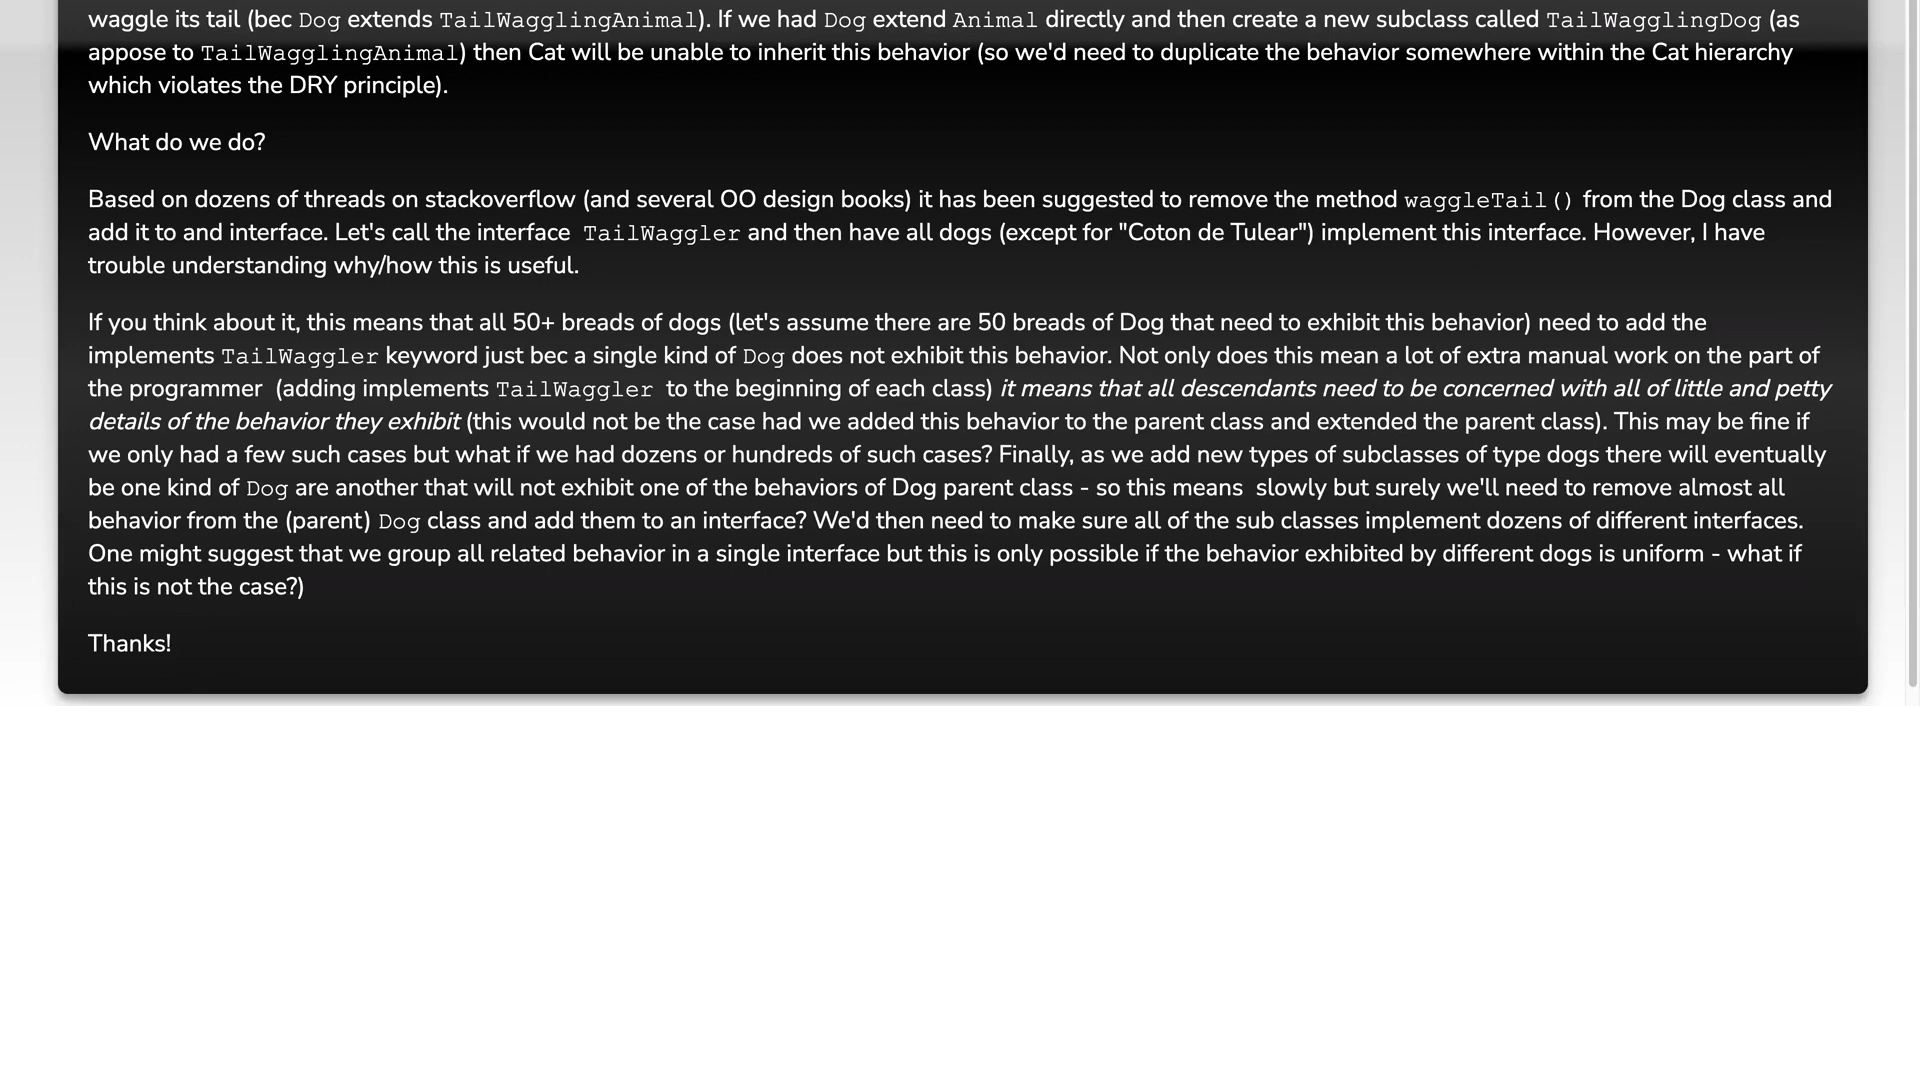 waggle its tail (bec Dog extends TailWagglingAnimal). If we had Dog extend Animal directly and then create a new subclass called TailWagglingDog (as
appose to TailWagglingAnimal) then Cat will be unable to inherit this behavior (so we'd need to duplicate the behavior somewhere within the Cat hierarchy
which violates the DRY principle).
What do we do?
Based on dozens of threads on stackoverflow (and several OO design books) it has been suggested to remove the method waggleTail() from the Dog class and
add it to and interface. Let's call the interface  TailWaggler and then have all dogs (except for "Coton de Tulear") implement this interface. However, I have
trouble understanding why/how this is useful.
If you think about it, this means that all 50+ breads of dogs (let's assume there are 50 breads of Dog that need to exhibit this behavior) need to add the
implements TailWaggler keyword just bec a single kind of Dog does not exhibit this behavior. Not only does this mean a lot of extra manual work on the part of
the programmer  (adding implements TailWaggler  to the beginning of each class) it means that all descendants need to be concerned with all of little and petty
details of the behavior they exhibit (this would not be the case had we added this behavior to the parent class and extended the parent class). This may be fine if
we only had a few such cases but what if we had dozens or hundreds of such cases? Finally, as we add new types of subclasses of type dogs there will eventually
be one kind of Dog are another that will not exhibit one of the behaviors of Dog parent class - so this means  slowly but surely we'll need to remove almost all
behavior from the (parent) Dog class and add them to an interface? We'd then need to make sure all of the sub classes implement dozens of different interfaces.
One might suggest that we group all related behavior in a single interface but this is only possible if the behavior exhibited by different dogs is uniform - what if
this is not the case?)
Thanks!